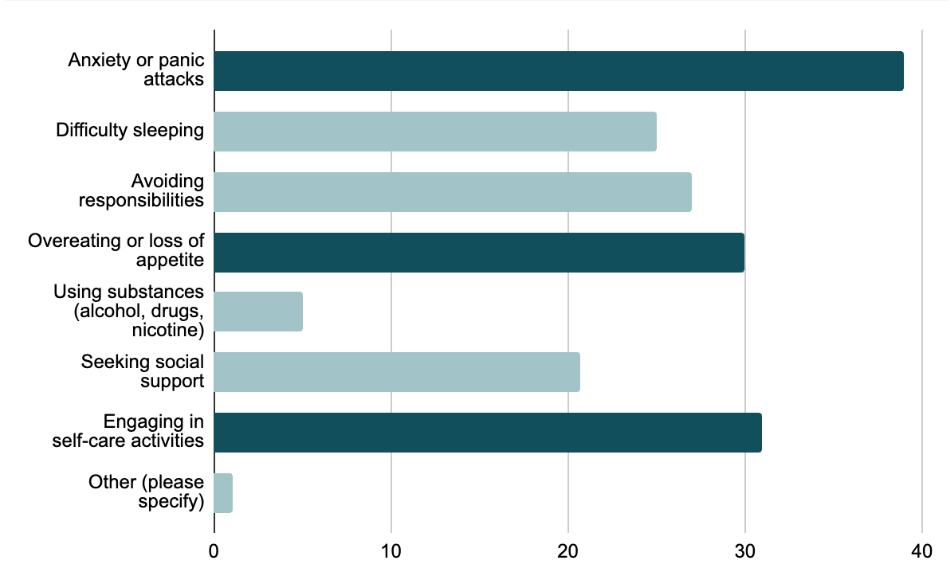 Anxiety or panic
attacks
Difficulty sleeping
Avoiding
responsibilities
Overeating or loss of
appetite
Using substances
(alcohol, drugs,
nicotine)
Seeking social
support
Engaging in
self-care activities
Other (please
specify)
0 10 20 30 40